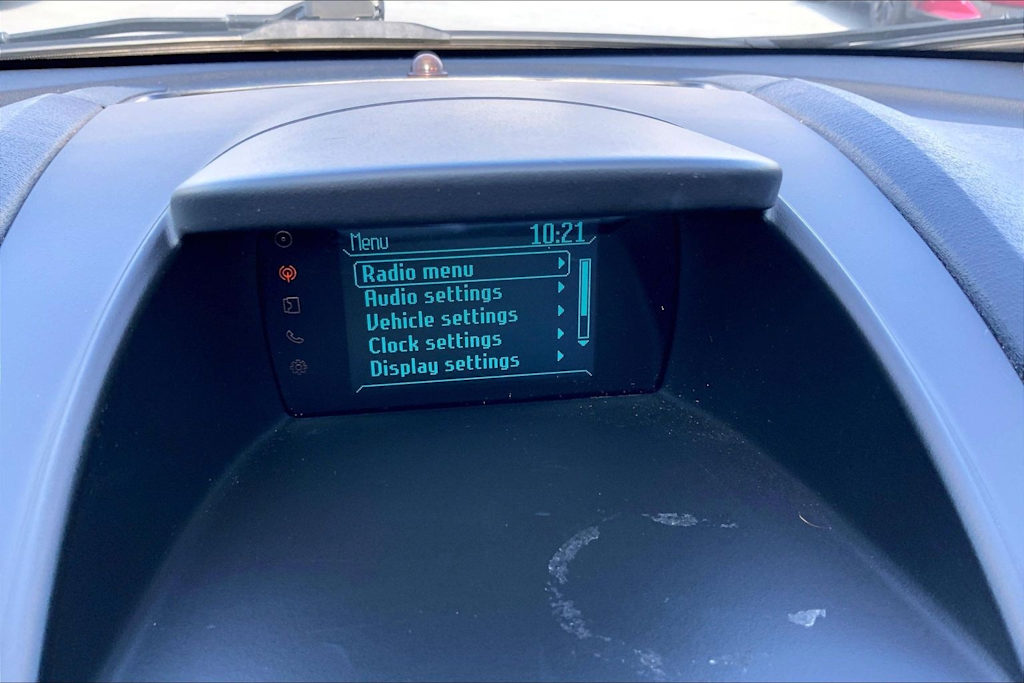 Menu 10:21
Radio menu
Audio settings
Vehicle settings
Clock settings
Display settings